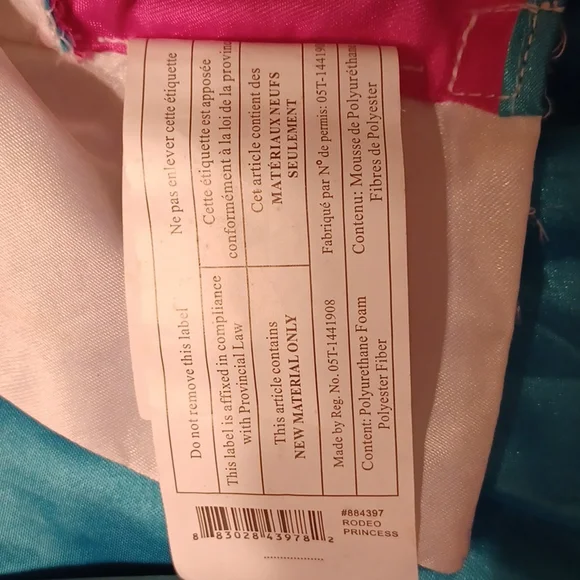 Do not remove this label
Ne pas enlever cette étiquette
This label is affixed in compliance
with Provincial Law
Cette étiquette est apposée
conformément à la loi de la
This article contains
NEW MATERIAL ONLY
Cet article contient des
MATÉRIAUX NEUFS
SEULEMENT
Made by Reg. No. 05T-1441908
Fabriqué par Nº de permis: 05T-1441908
Content: Polyurethane Foam
Polyester Fiber
Contenu: Mousse de Polyuréthane
Fibres de Polyester
8 83028 43978 2
#884397
RODEO
PRINCESS